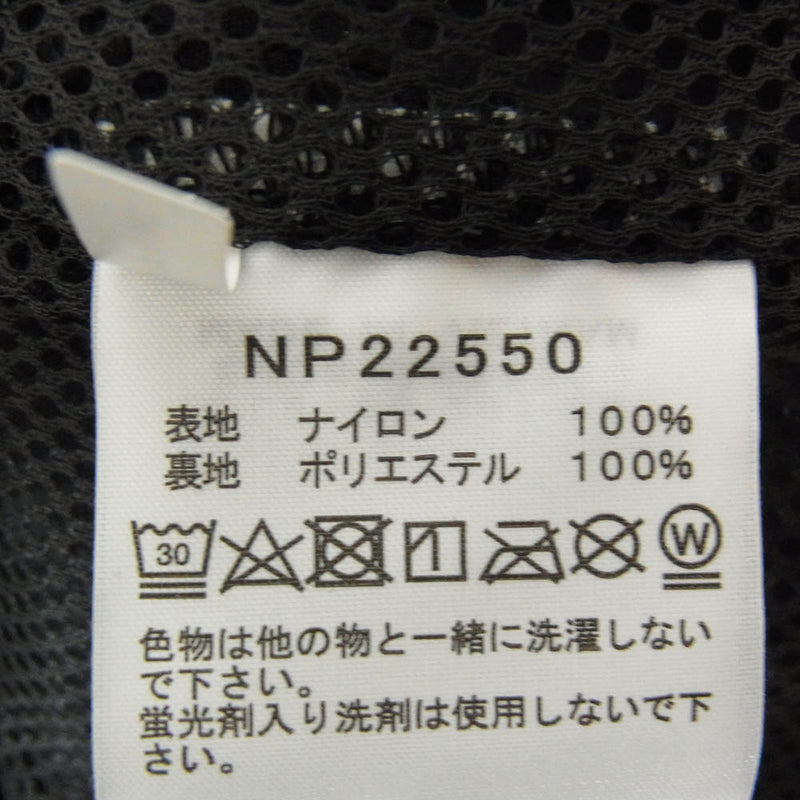 NP22550
表地 ナイロン 100%
裏地 ポリエステル 100%
30 W
色物は他の物と一緒に洗濯しない
で下さい。
蛍光剤入り洗剤は使用しないで下
さい。